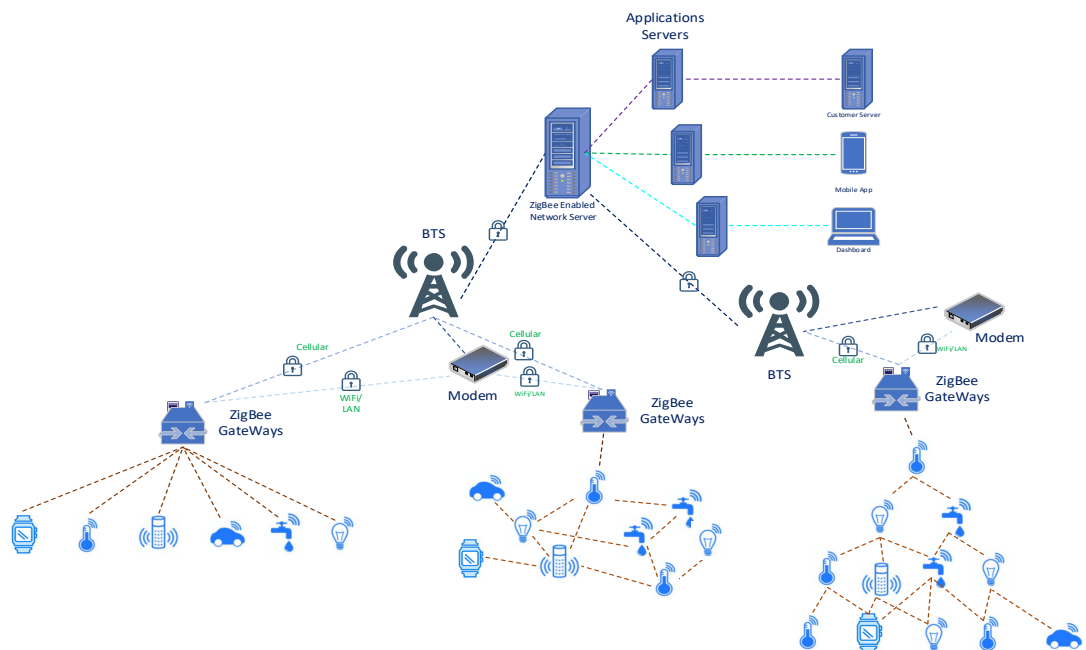 Applications
Servers
Customer Server
Mobile App
ZigBee Enabled
Network Server
Dashboard
BTS
BTS
Cellular
Cellular
WiFi/
LAN
Modem
WiFi/LAN
ZigBee
GateWays
ZigBee
GateWays
Cellular
WiFi/LAN
Modem
ZigBee
GateWays